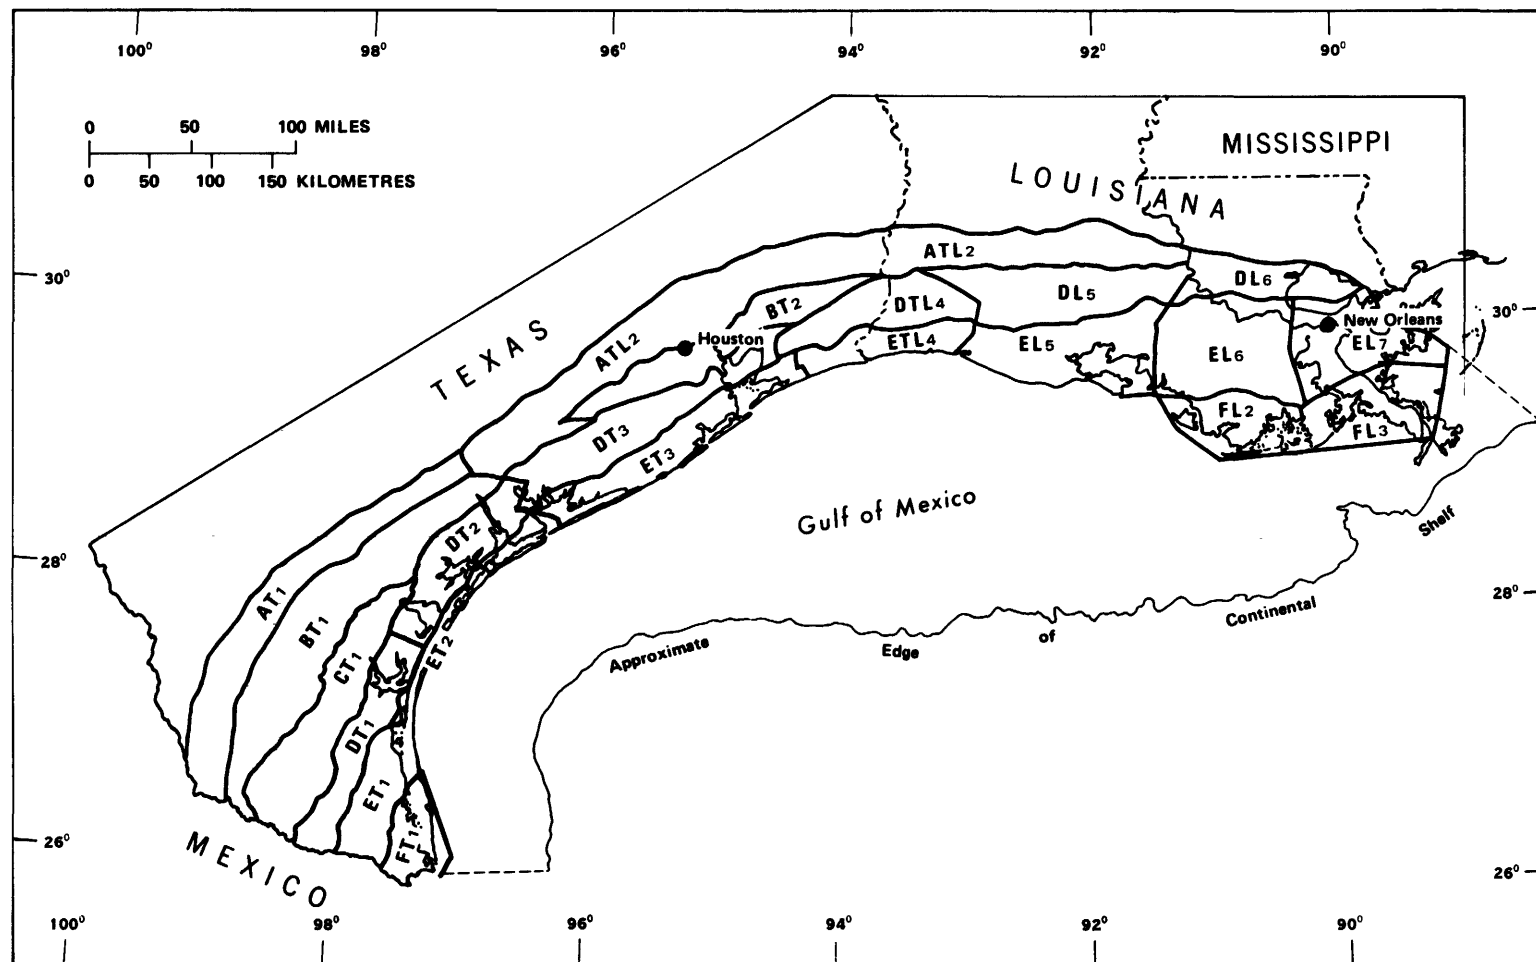 100° 98° 96° 94° 92° 90°
0 50 100 MILES
0 50 100 150 KILOMETRES
MISSISSIPPI
LOUISIANA
TEXAS
ATL2
DL6
DL5
30°
BT2
DTL4
30°
New Orleans
Houston
ATL2
ETL4
EL5
EL6
EL7
FL2
FL3
DT3
ET3
Gulf of Mexico
Shelf
DT2
28°
28°
AT1
BT1
Continental
of
Edge
Approximate
ET2
CT1
DT1
ET1
FT1
26°
26°
MEXICO
100° 98° 96° 94° 92° 90°